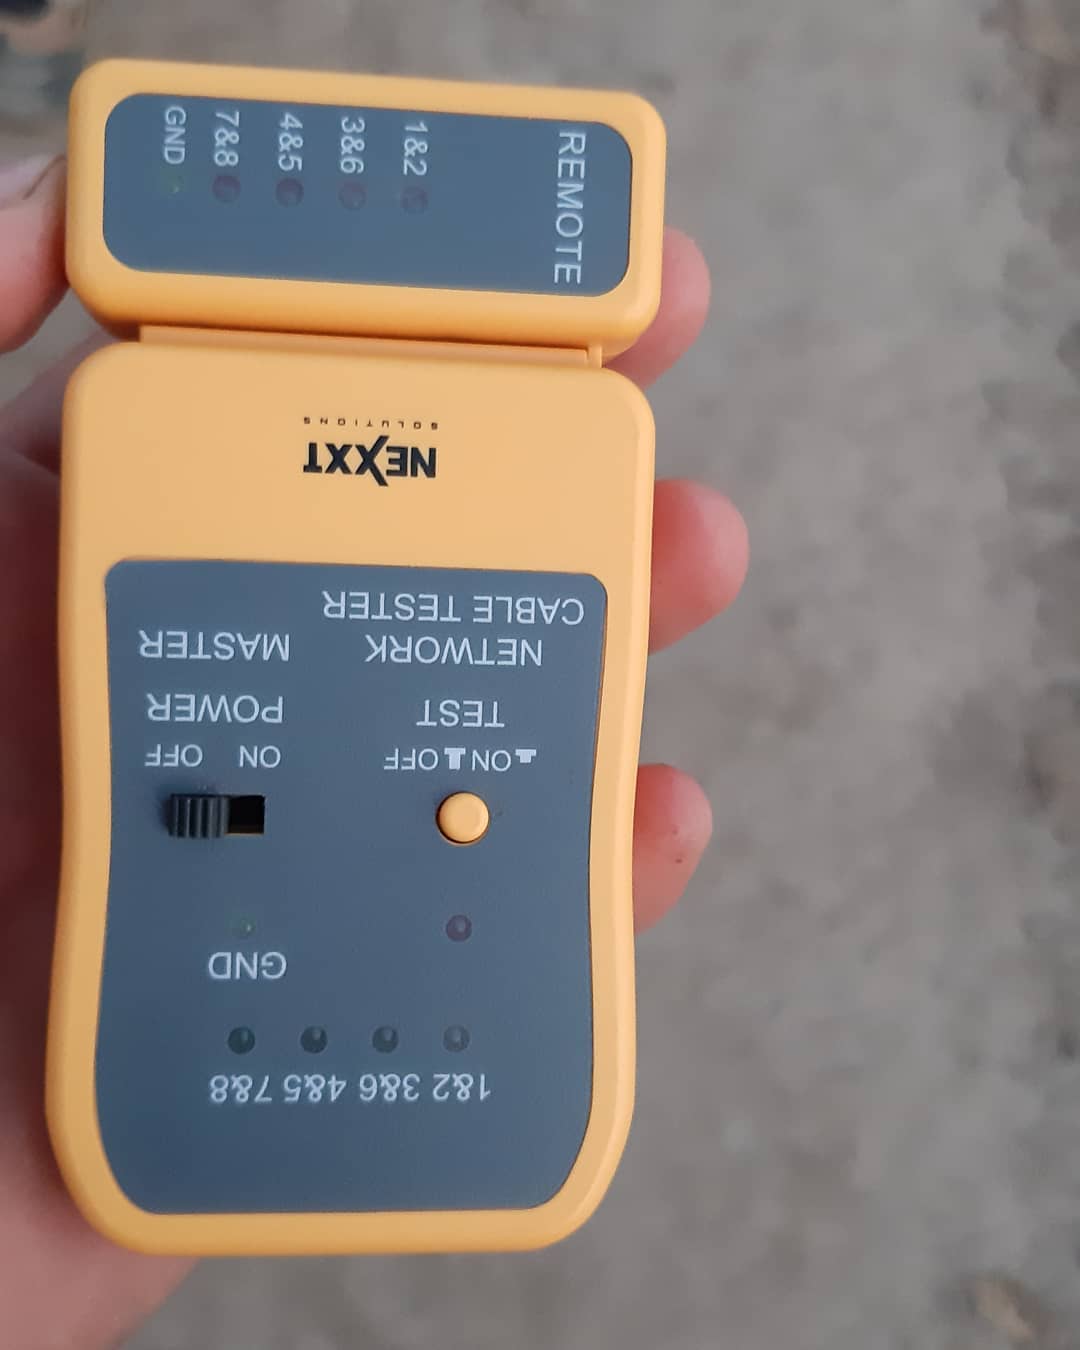 REMOTE
1&2
3&6
4&5
7&8
GND
NEXXT
SOLUTIONS
1&2 3&6 4&5 7&8
GND
ON OFF
ON OFF
TEST
POWER
NETWORK
MASTER
CABLE TESTER